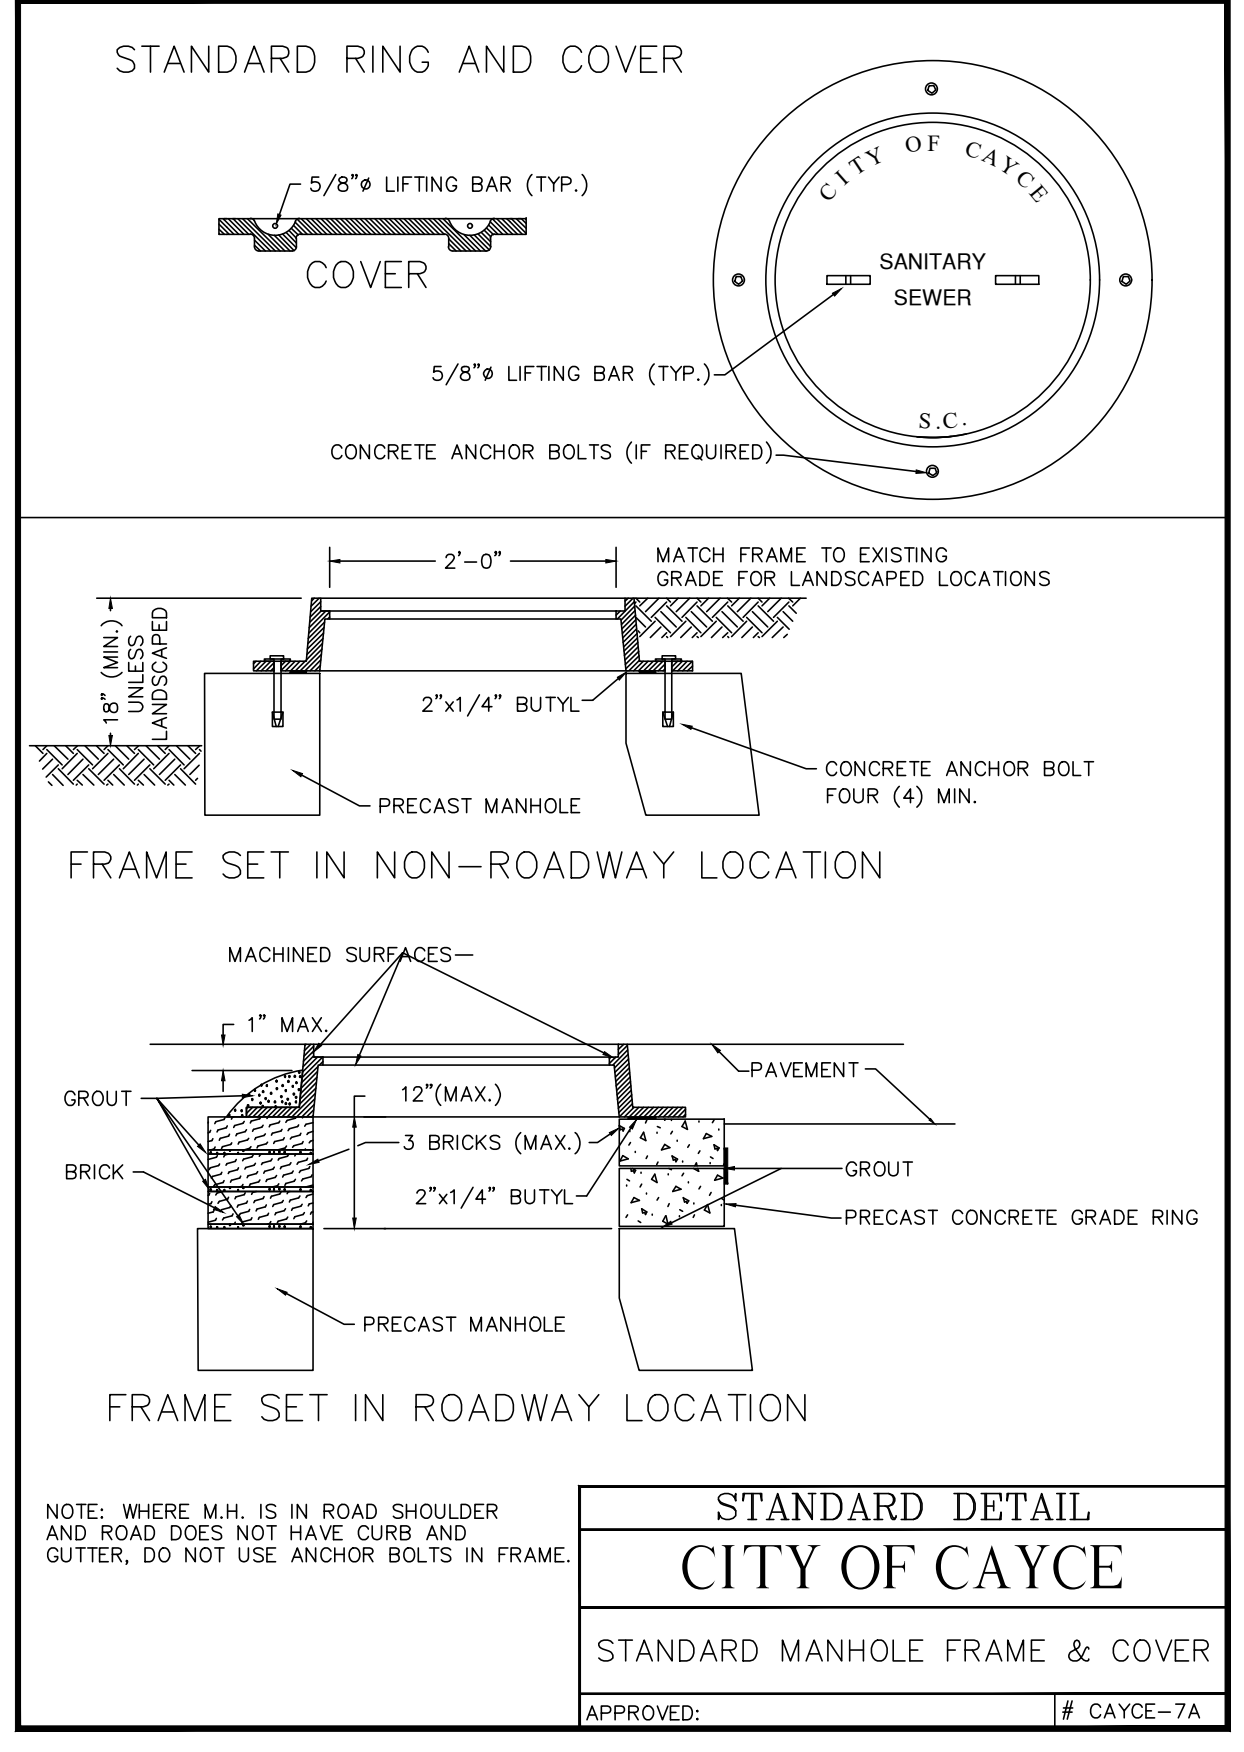 STANDARD RING AND COVER
CITY OF CAYCE
5/8"ø LIFTING BAR (TYP.)
COVER
SANITARY
SEWER
5/8"ø LIFTING BAR (TYP.)
S.C.
CONCRETE ANCHOR BOLTS (IF REQUIRED)
2'-0"
MATCH FRAME TO EXISTING
GRADE FOR LANDSCAPED LOCATIONS
18" (MIN.)
UNLESS
LANDSCAPED
2"x1/4" BUTYL
CONCRETE ANCHOR BOLT
FOUR (4) MIN.
PRECAST MANHOLE
FRAME SET IN NON-ROADWAY LOCATION
MACHINED SURFACES
1" MAX.
PAVEMENT
GROUT
12"(MAX.)
3 BRICKS (MAX.)
BRICK
GROUT
2"x1/4" BUTYL
PRECAST CONCRETE GRADE RING
PRECAST MANHOLE
FRAME SET IN ROADWAY LOCATION
NOTE: WHERE M.H. IS IN ROAD SHOULDER
AND ROAD DOES NOT HAVE CURB AND
GUTTER, DO NOT USE ANCHOR BOLTS IN FRAME.
STANDARD DETAIL
CITY OF CAYCE
STANDARD MANHOLE FRAME & COVER
APPROVED:
# CAYCE-7A